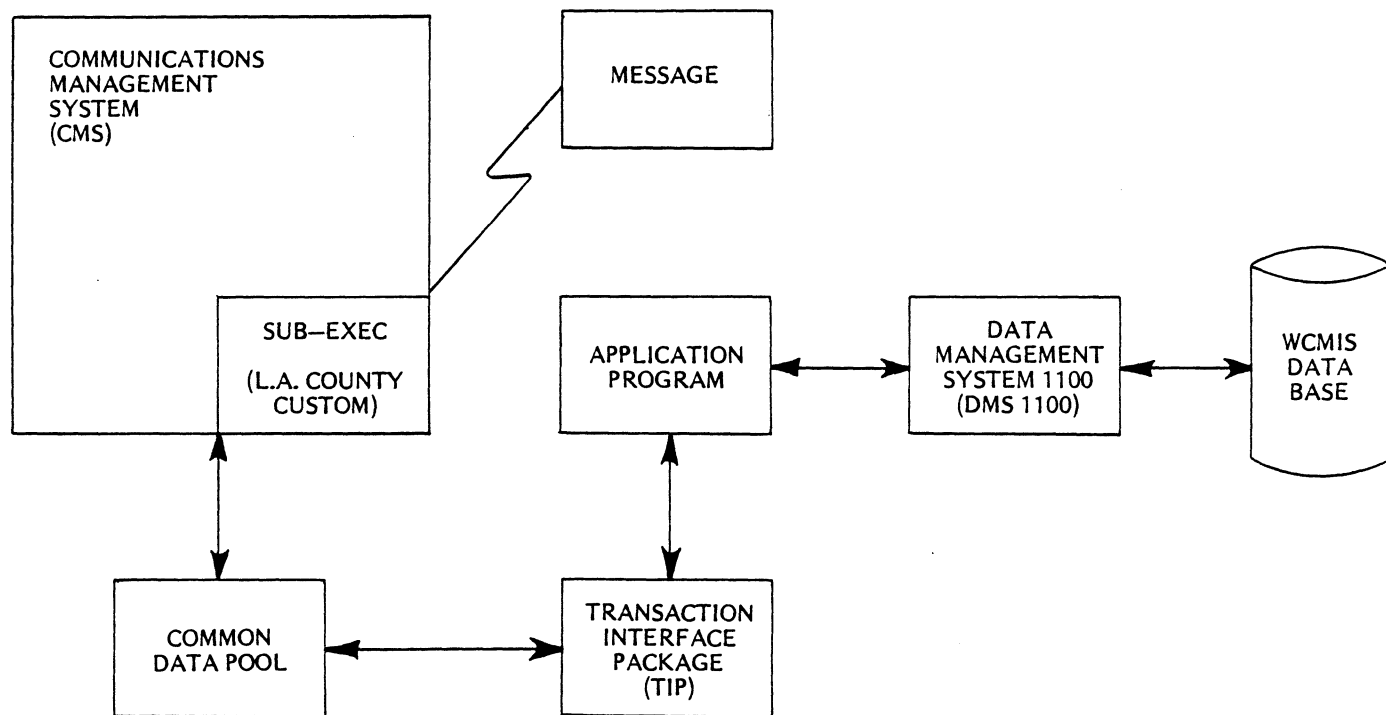 COMMUNICATIONS
MANAGEMENT
SYSTEM
(CMS)
MESSAGE
SUB—EXEC
(L.A. COUNTY
CUSTOM)
APPLICATION
PROGRAM
DATA
MANAGEMENT
SYSTEM 1100
(DMS 1100)
WCMIS
DATA
BASE
COMMON
DATA POOL
TRANSACTION
INTERFACE
PACKAGE
(TIP)